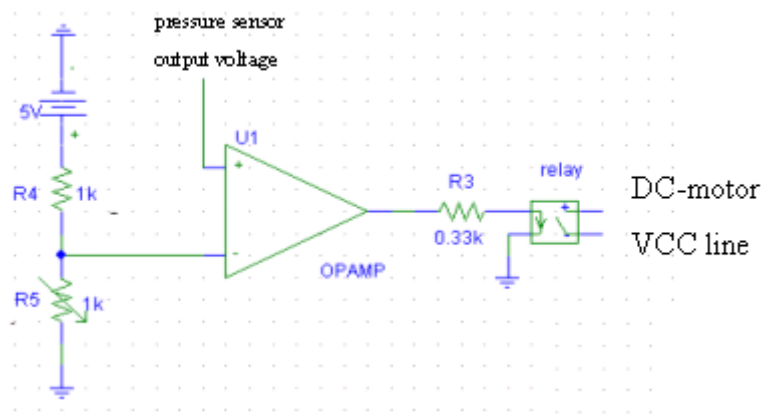 pressure sensor
output voltage
5V
+
U1
+
-
OPAMP
R4
1k
R5
1k
R3
0.33k
relay
+
-
DC-motor
VCC line